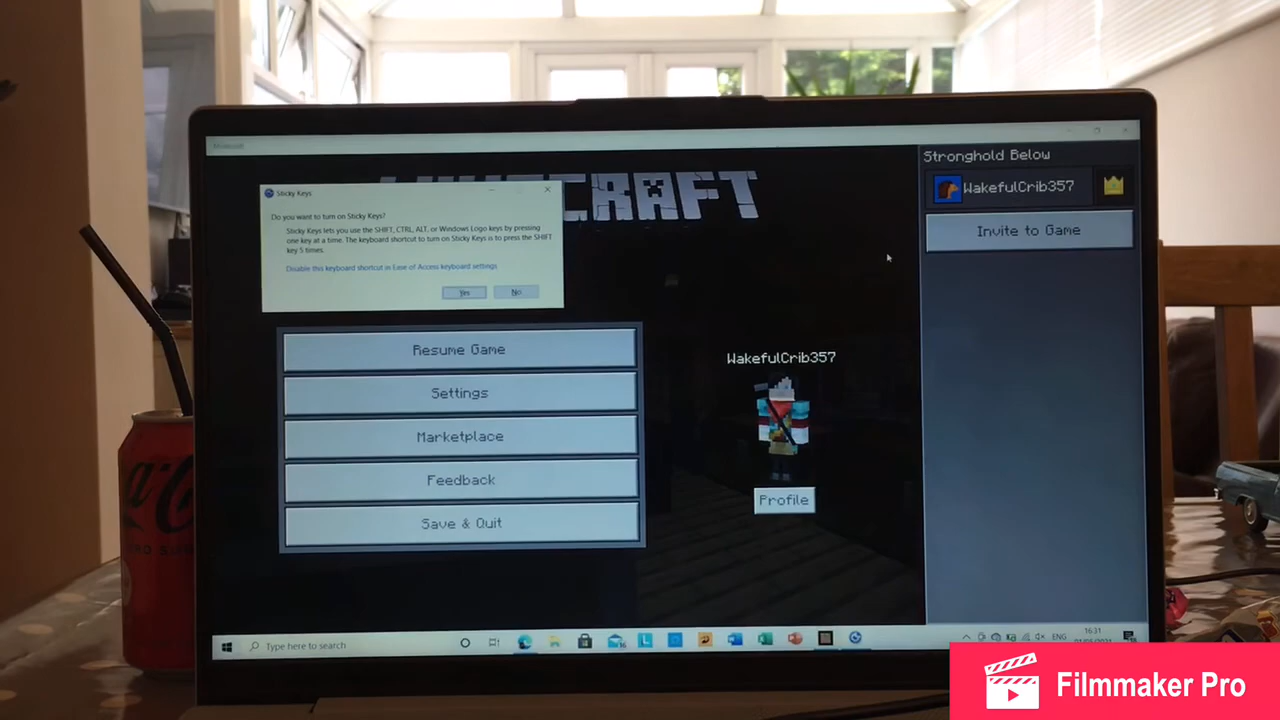 Minecraft
Stronghold Below
WakefulCrib357
Invite to Game
MINECRAFT
Sticky Keys
Do you want to turn on Sticky Keys?
Sticky Keys lets you use the SHIFT, CTRL, ALT, or Windows Logo keys by pressing
one key at a time. The keyboard shortcut to turn on Sticky Keys is to press the SHIFT
key 5 times.
Disable this keyboard shortcut in Ease of Access keyboard settings
Yes
No
Resume Game
Settings
Marketplace
Feedback
Save & Quit
WakefulCrib357
Profile
Type here to search
ENG
16:31
Filmmaker Pro